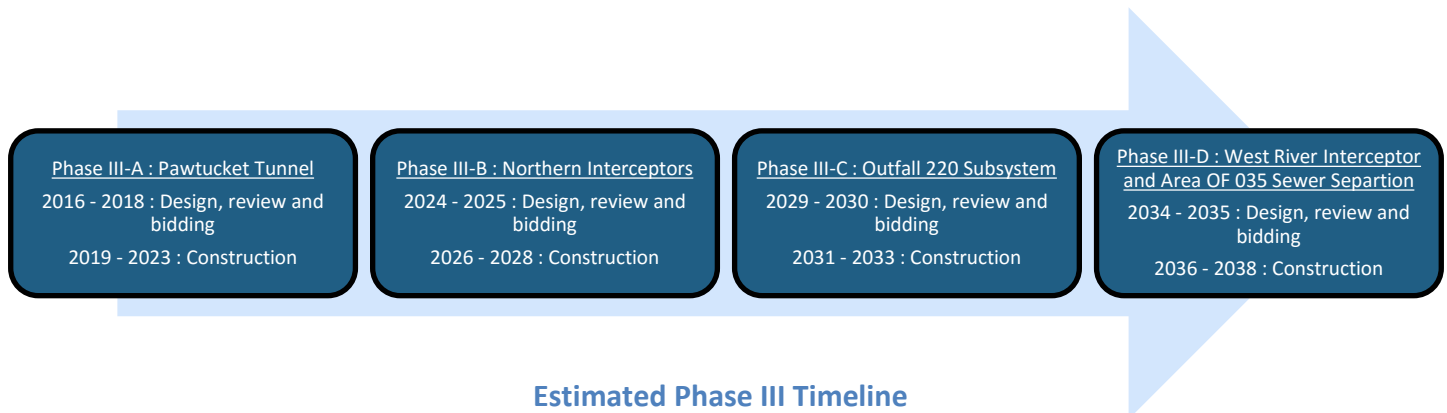 Phase III-A : Pawtucket Tunnel
2016 - 2018 : Design, review and
bidding
2019 - 2023 : Construction
Phase III-B : Northern Interceptors
2024 - 2025 : Design, review and
bidding
2026 - 2028 : Construction
Phase III-C : Outfall 220 Subsystem
2029 - 2030 : Design, review and
bidding
2031 - 2033 : Construction
Phase III-D : West River Interceptor
and Area OF 035 Sewer Separtion
2034 - 2035 : Design, review and
bidding
2036 - 2038 : Construction
Estimated Phase III Timeline